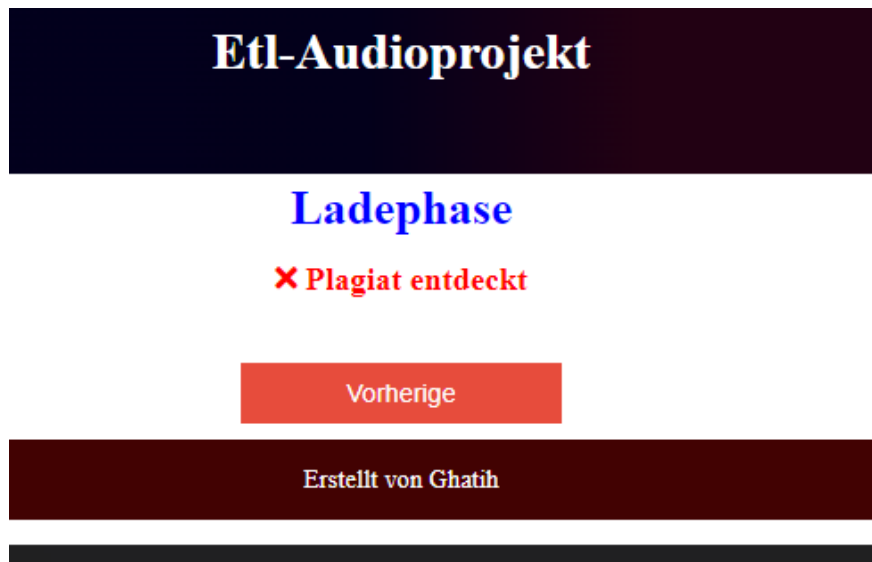 Etl-Audioprojekt
Ladephase
❌ Plagiat entdeckt
Vorherige
Erstellt von Ghatih